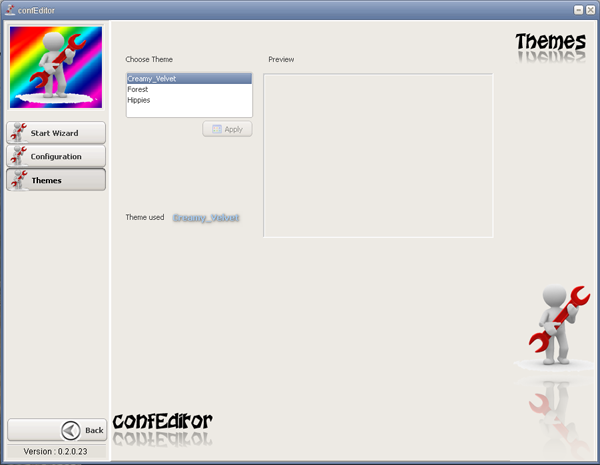 confEditor
Themes
Choose Theme
Preview
Creamy_Velvet
Forest
Hippies
Apply
Start Wizard
Configuration
Themes
Theme used Creamy_Velvet
confEditor
Back
Version : 0.2.0.23